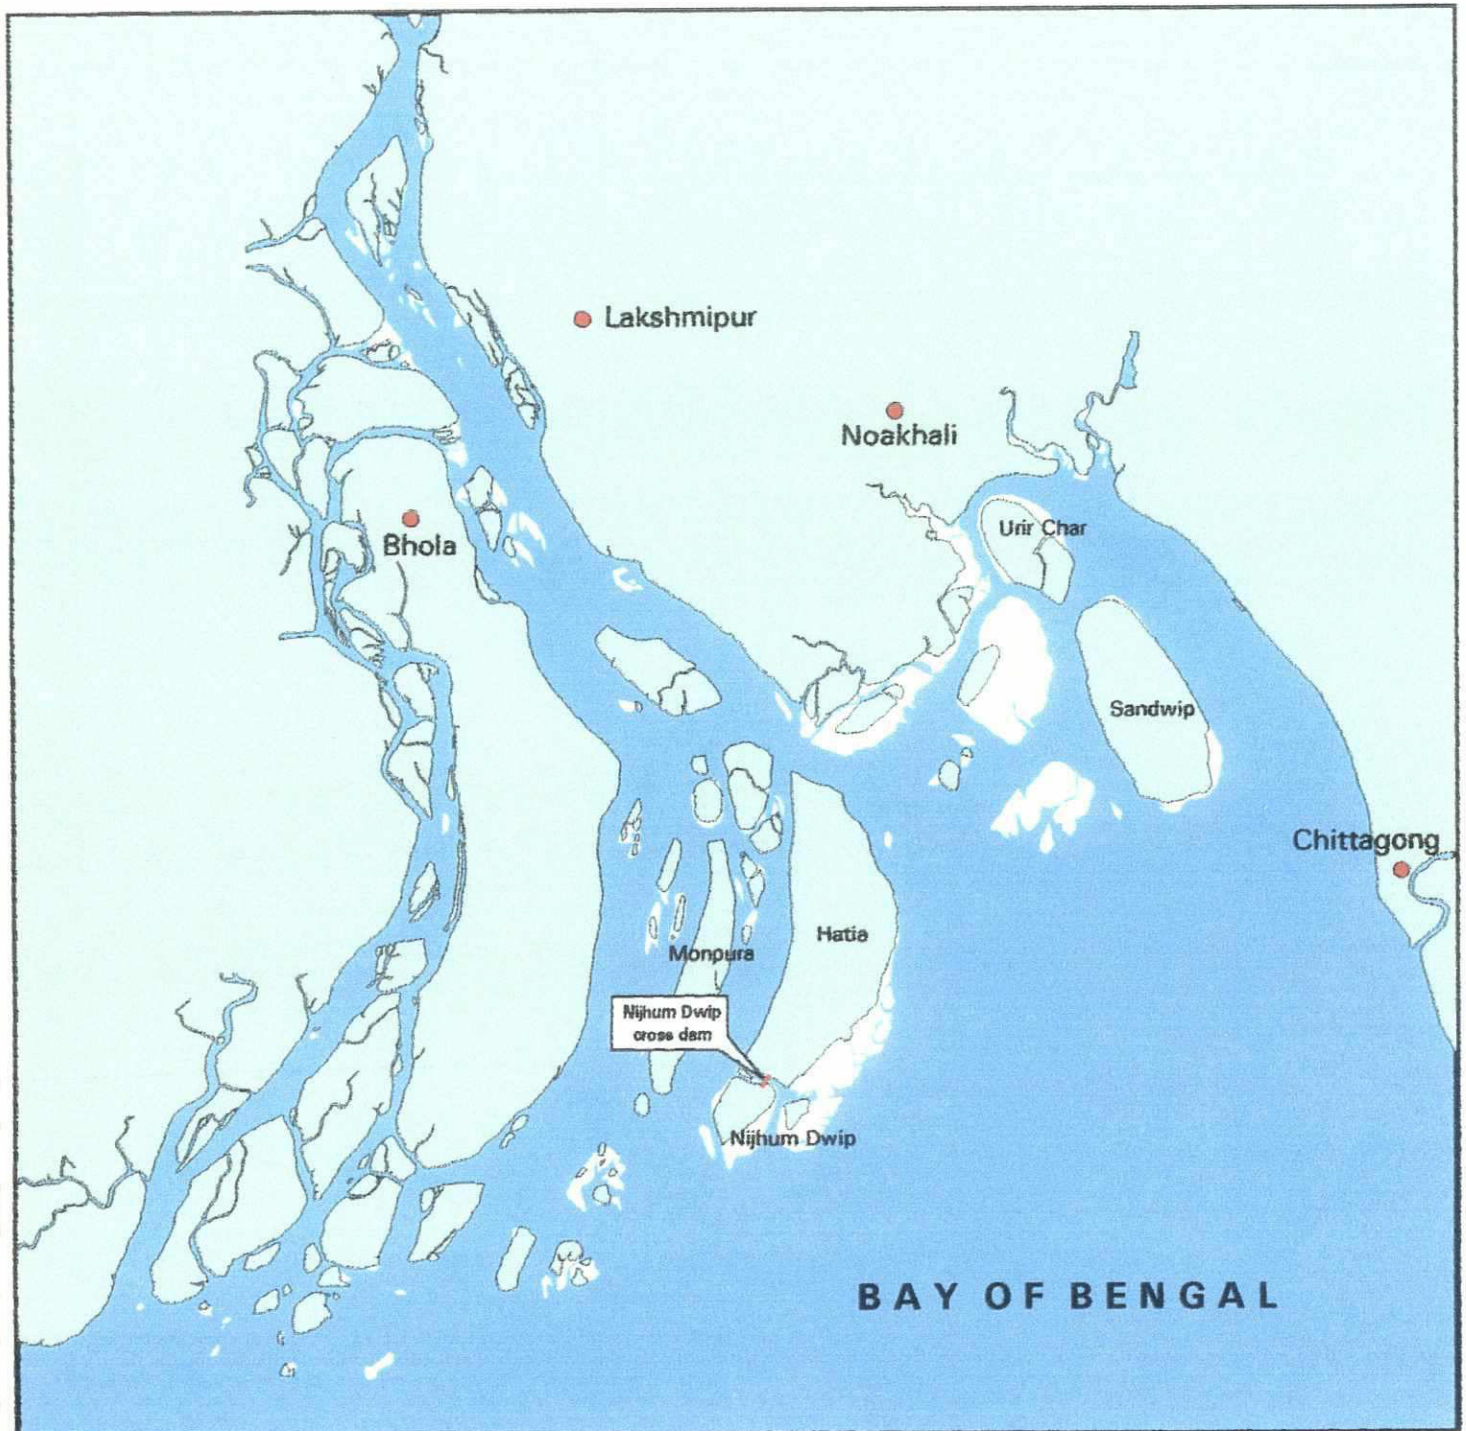 Lakshmipur
Noakhali
Urir Char
Bhola
Sandwip
Chittagong
Hatia
Monpura
Nijhum Dwip
cross dam
Nijhum Dwip
BAY OF BENGAL